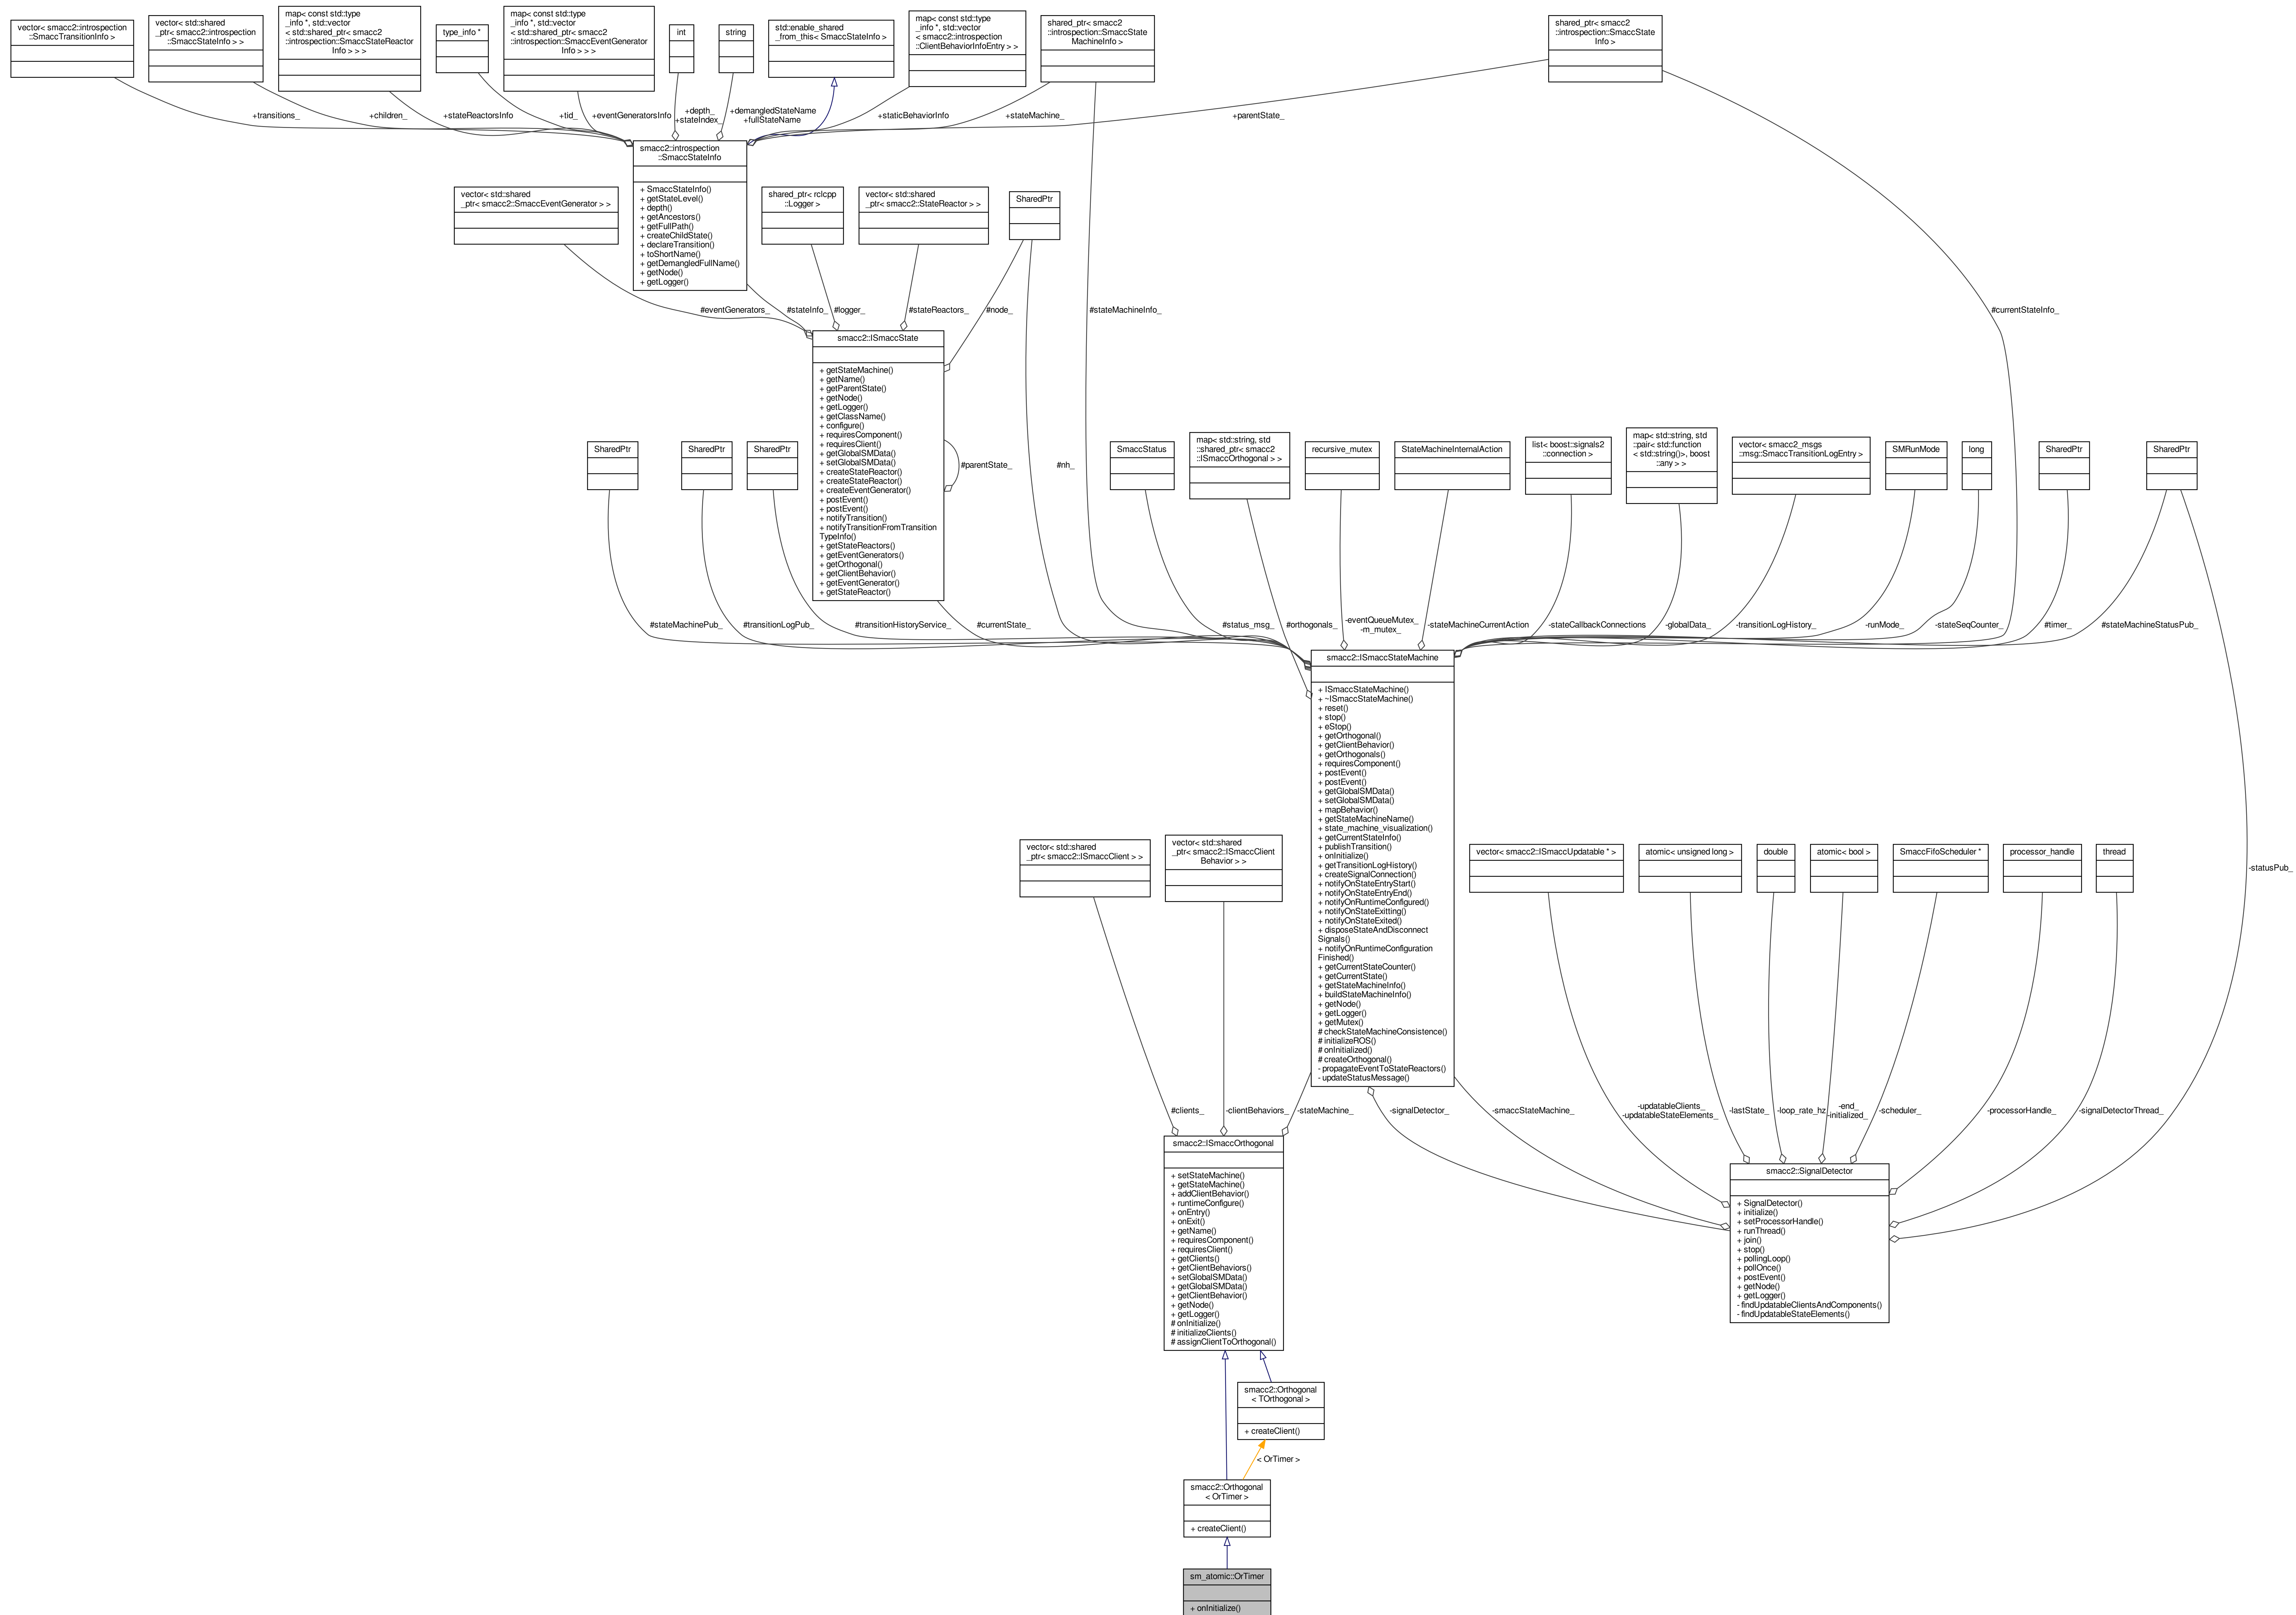 vector< smacc2::introspection
::SmaccTransitionInfo >
vector< std::shared
_ptr< smacc2::introspection
::SmaccStateInfo > >
map< const std::type
_info *, std::vector
< std::shared_ptr< smacc2
::introspection::SmaccStateReactor
Info > > >
type_info *
map< const std::type
_info *, std::vector
< std::shared_ptr< smacc2
::introspection::SmaccEventGenerator
Info > > >
int
string
std::enable_shared
_from_this< SmaccStateInfo >
map< const std::type
_info *, std::vector
< smacc2::introspection
::ClientBehaviorInfoEntry > >
shared_ptr< smacc2
::introspection::SmaccState
MachineInfo >
shared_ptr< smacc2
::introspection::SmaccState
Info >
+transitions_
+children_
+stateReactorsInfo
+tid_
+eventGeneratorsInfo
+depth_
+stateIndex_
+demangledStateName
+fullStateName
+staticBehaviorInfo
+stateMachine_
+parentState_
smacc2::introspection
::SmaccStateInfo
+ SmaccStateInfo()
+ getStateLevel()
+ depth()
+ getAncestors()
+ getFullPath()
+ createChildState()
+ declareTransition()
+ toShortName()
+ getDemangledFullName()
+ getNode()
+ getLogger()
vector< std::shared
_ptr< smacc2::SmaccEventGenerator > >
shared_ptr< rclcpp
::Logger >
vector< std::shared
_ptr< smacc2::StateReactor > >
SharedPtr
#eventGenerators_
#stateInfo_
#logger_
#stateReactors_
#node_
#stateMachineInfo_
#currentStateInfo_
smacc2::ISmaccState
+ getStateMachine()
+ getName()
+ getParentState()
+ getNode()
+ getLogger()
+ getClassName()
+ configure()
+ requiresComponent()
+ requiresClient()
+ getGlobalSMData()
+ setGlobalSMData()
+ createStateReactor()
+ createStateReactor()
+ createEventGenerator()
+ postEvent()
+ postEvent()
+ notifyTransition()
+ notifyTransitionFromTransition
TypeInfo()
+ getStateReactors()
+ getEventGenerators()
+ getOrthogonal()
+ getClientBehavior()
+ getEventGenerator()
+ getStateReactor()
#parentState_
#nh_
SharedPtr
SharedPtr
SharedPtr
SmaccStatus
map< std::string, std
::shared_ptr< smacc2
::ISmaccOrthogonal > >
recursive_mutex
StateMachineInternalAction
list< boost::signals2
::connection >
map< std::string, std
::pair< std::function
< std::string()>, boost
::any > >
vector< smacc2_msgs
::msg::SmaccTransitionLogEntry >
SMRunMode
long
SharedPtr
SharedPtr
#stateMachinePub_
#transitionLogPub_
#transitionHistoryService_
#currentState_
#status_msg_
#orthogonals_
-eventQueueMutex_
-m_mutex_
-stateMachineCurrentAction
-stateCallbackConnections
-globalData_
-transitionLogHistory_
-runMode_
-stateSeqCounter_
#timer_
#stateMachineStatusPub_
smacc2::ISmaccStateMachine
+ ISmaccStateMachine()
+ ~ISmaccStateMachine()
+ reset()
+ stop()
+ eStop()
+ getOrthogonal()
+ getClientBehavior()
+ getOrthogonals()
+ requiresComponent()
+ postEvent()
+ postEvent()
+ getGlobalSMData()
+ setGlobalSMData()
+ mapBehavior()
+ getStateMachineName()
+ state_machine_visualization()
+ getCurrentStateInfo()
+ publishTransition()
+ onInitialize()
+ getTransitionLogHistory()
+ createSignalConnection()
+ notifyOnStateEntryStart()
+ notifyOnStateEntryEnd()
+ notifyOnRuntimeConfigured()
+ notifyOnStateExitting()
+ notifyOnStateExited()
+ disposeStateAndDisconnect
Signals()
+ notifyOnRuntimeConfiguration
Finished()
+ getCurrentStateCounter()
+ getCurrentState()
+ getStateMachineInfo()
+ buildStateMachineInfo()
+ getNode()
+ getLogger()
+ getMutex()
# checkStateMachineConsistence()
# initializeROS()
# onInitialized()
# createOrthogonal()
- propagateEventToStateReactors()
- updateStatusMessage()
vector< std::shared
_ptr< smacc2::ISmaccClient > >
vector< std::shared
_ptr< smacc2::ISmaccClient
Behavior > >
vector< smacc2::ISmaccUpdatable * >
atomic< unsigned long >
double
atomic< bool >
SmaccFifoScheduler *
processor_handle
thread
-statusPub_
#clients_
-clientBehaviors_
-stateMachine_
-signalDetector_
-smaccStateMachine_
-updatableClients_
-updatableStateElements_
-lastState_
-loop_rate_hz
-end_
-initialized_
-scheduler_
-processorHandle_
-signalDetectorThread_
smacc2::ISmaccOrthogonal
+ setStateMachine()
+ getStateMachine()
+ addClientBehavior()
+ runtimeConfigure()
+ onEntry()
+ onExit()
+ getName()
+ requiresComponent()
+ requiresClient()
+ getClients()
+ getClientBehaviors()
+ setGlobalSMData()
+ getGlobalSMData()
+ getClientBehavior()
+ getNode()
+ getLogger()
# onInitialize()
# initializeClients()
# assignClientToOrthogonal()
smacc2::SignalDetector
+ SignalDetector()
+ initialize()
+ setProcessorHandle()
+ runThread()
+ join()
+ stop()
+ pollingLoop()
+ pollOnce()
+ postEvent()
+ getNode()
+ getLogger()
- findUpdatableClientsAndComponents()
- findUpdatableStateElements()
smacc2::Orthogonal
< TOrthogonal >
+ createClient()
< OrTimer >
smacc2::Orthogonal
< OrTimer >
+ createClient()
sm_atomic::OrTimer
+ onInitialize()